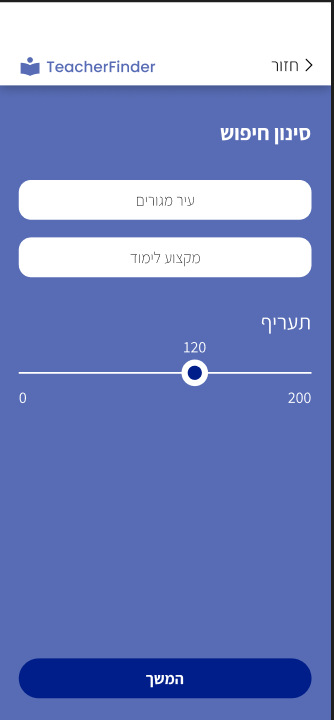 חזור
TeacherFinder
סינון חיפוש
עיר מגורים
מקצוע לימוד
תעריף
120
0
200
המשך